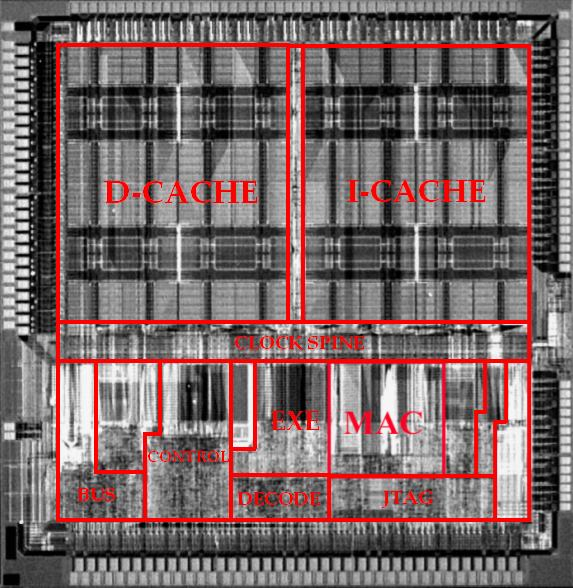 D-CACHE
I-CACHE
CLOCK SPINE
EXE
MAC
CONTROL
BUS
DECODE
JTAG